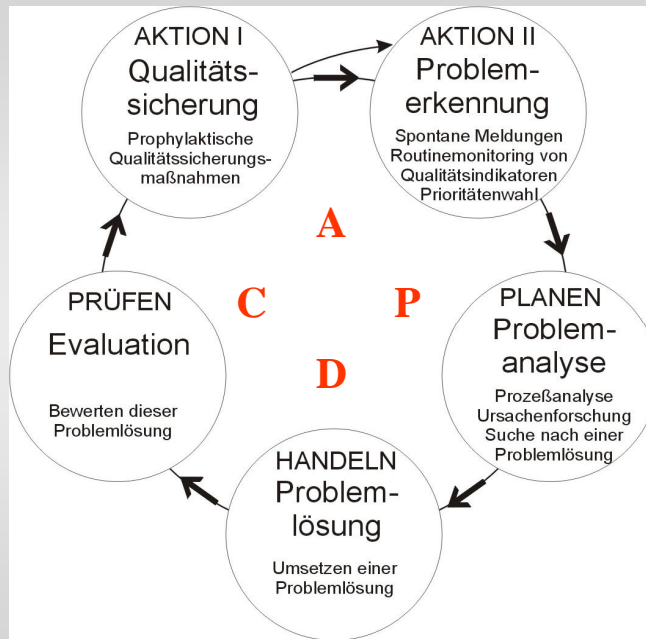 AKTION I
Qualitäts-
sicherung
Prophylaktische
Qualitätssicherungs-
maßnahmen
AKTION II
Problem-
erkennung
Spontane Meldungen
Routinemonitoring von
Qualitätsindikatoren
Prioritätenwahl
PLANEN
Problem-
analyse
Prozeßanalyse
Ursachenforschung
Suche nach einer
Problemlösung
HANDELN
Problem-
lösung
Umsetzen einer
Problemlösung
PRÜFEN
Evaluation
Bewerten dieser
Problemlösung
A
P
D
C